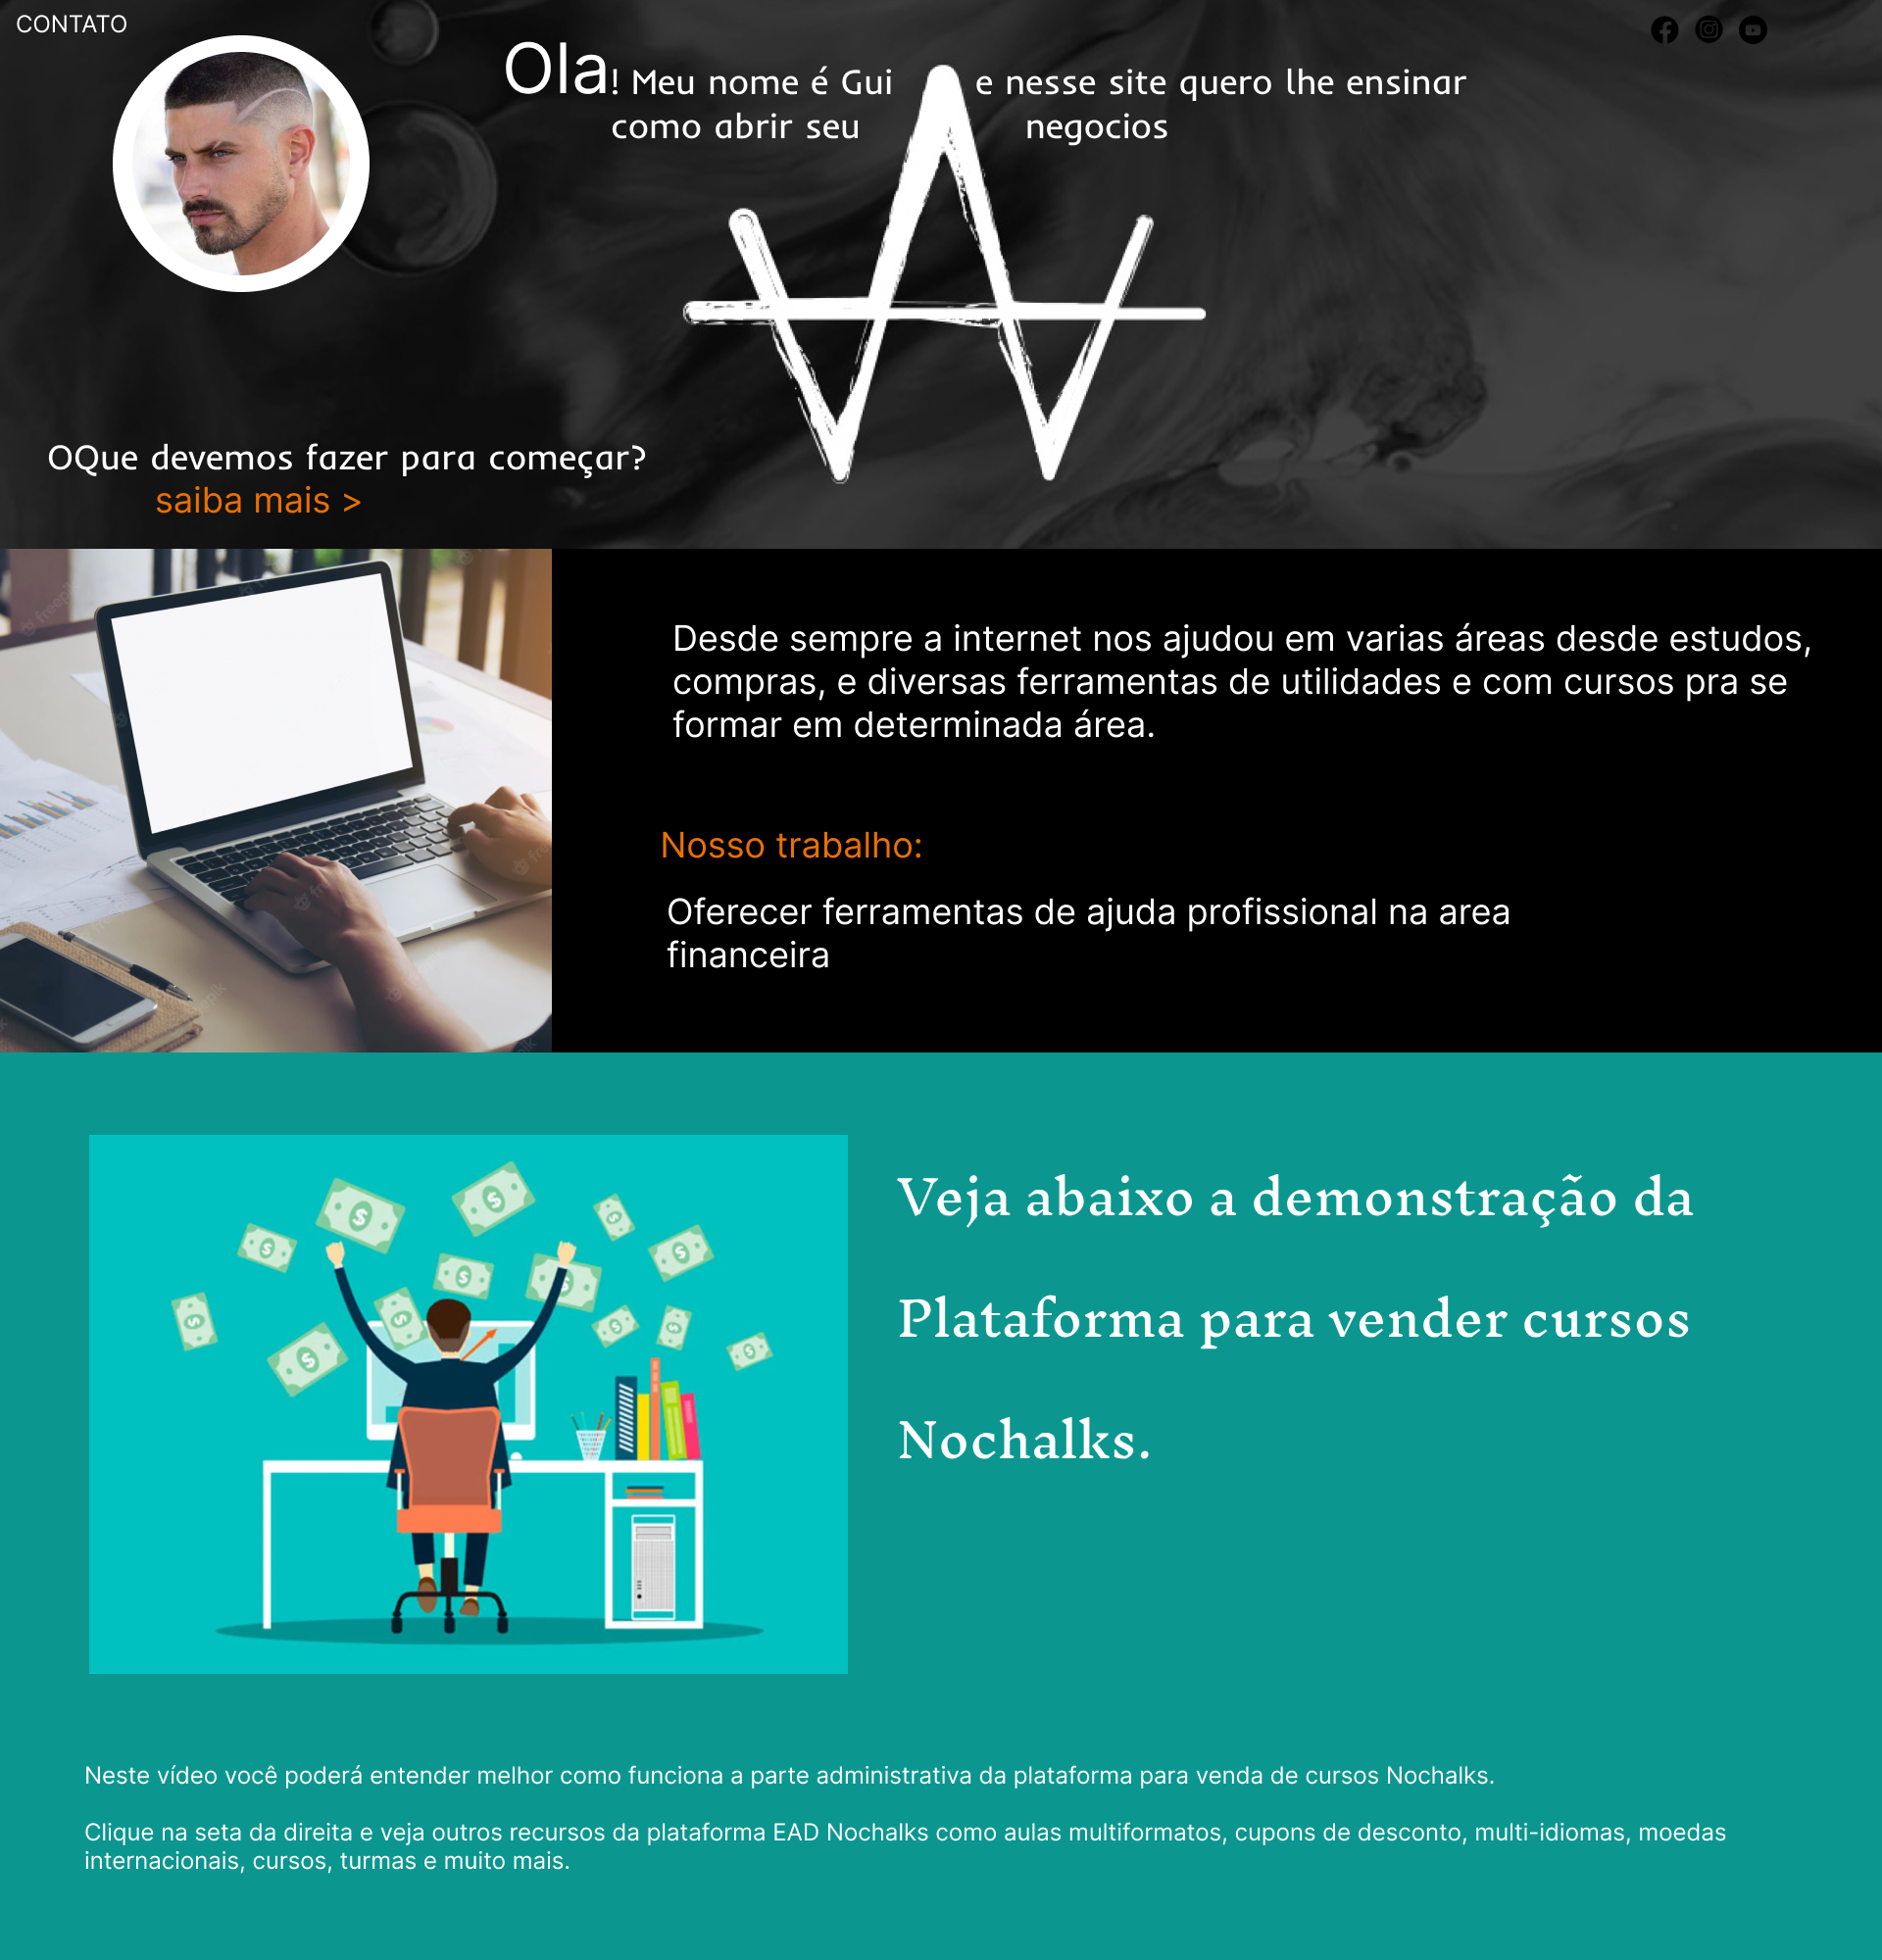 CONTATO
Ola! Meu nome é Gui e nesse site quero lhe ensinar
como abrir seu negocios
OQue devemos fazer para começar?
saiba mais >
Desde sempre a internet nos ajudou em varias áreas desde estudos,
compras, e diversas ferramentas de utilidades e com cursos pra se
formar em determinada área.
Nosso trabalho:
Oferecer ferramentas de ajuda profissional na area
financeira
Veja abaixo a demonstração da
Plataforma para vender cursos
Nochalks.
Neste vídeo você poderá entender melhor como funciona a parte administrativa da plataforma para venda de cursos Nochalks.
Clique na seta da direita e veja outros recursos da plataforma EAD Nochalks como aulas multiformatos, cupons de desconto, multi-idiomas, moedas
internacionais, cursos, turmas e muito mais.